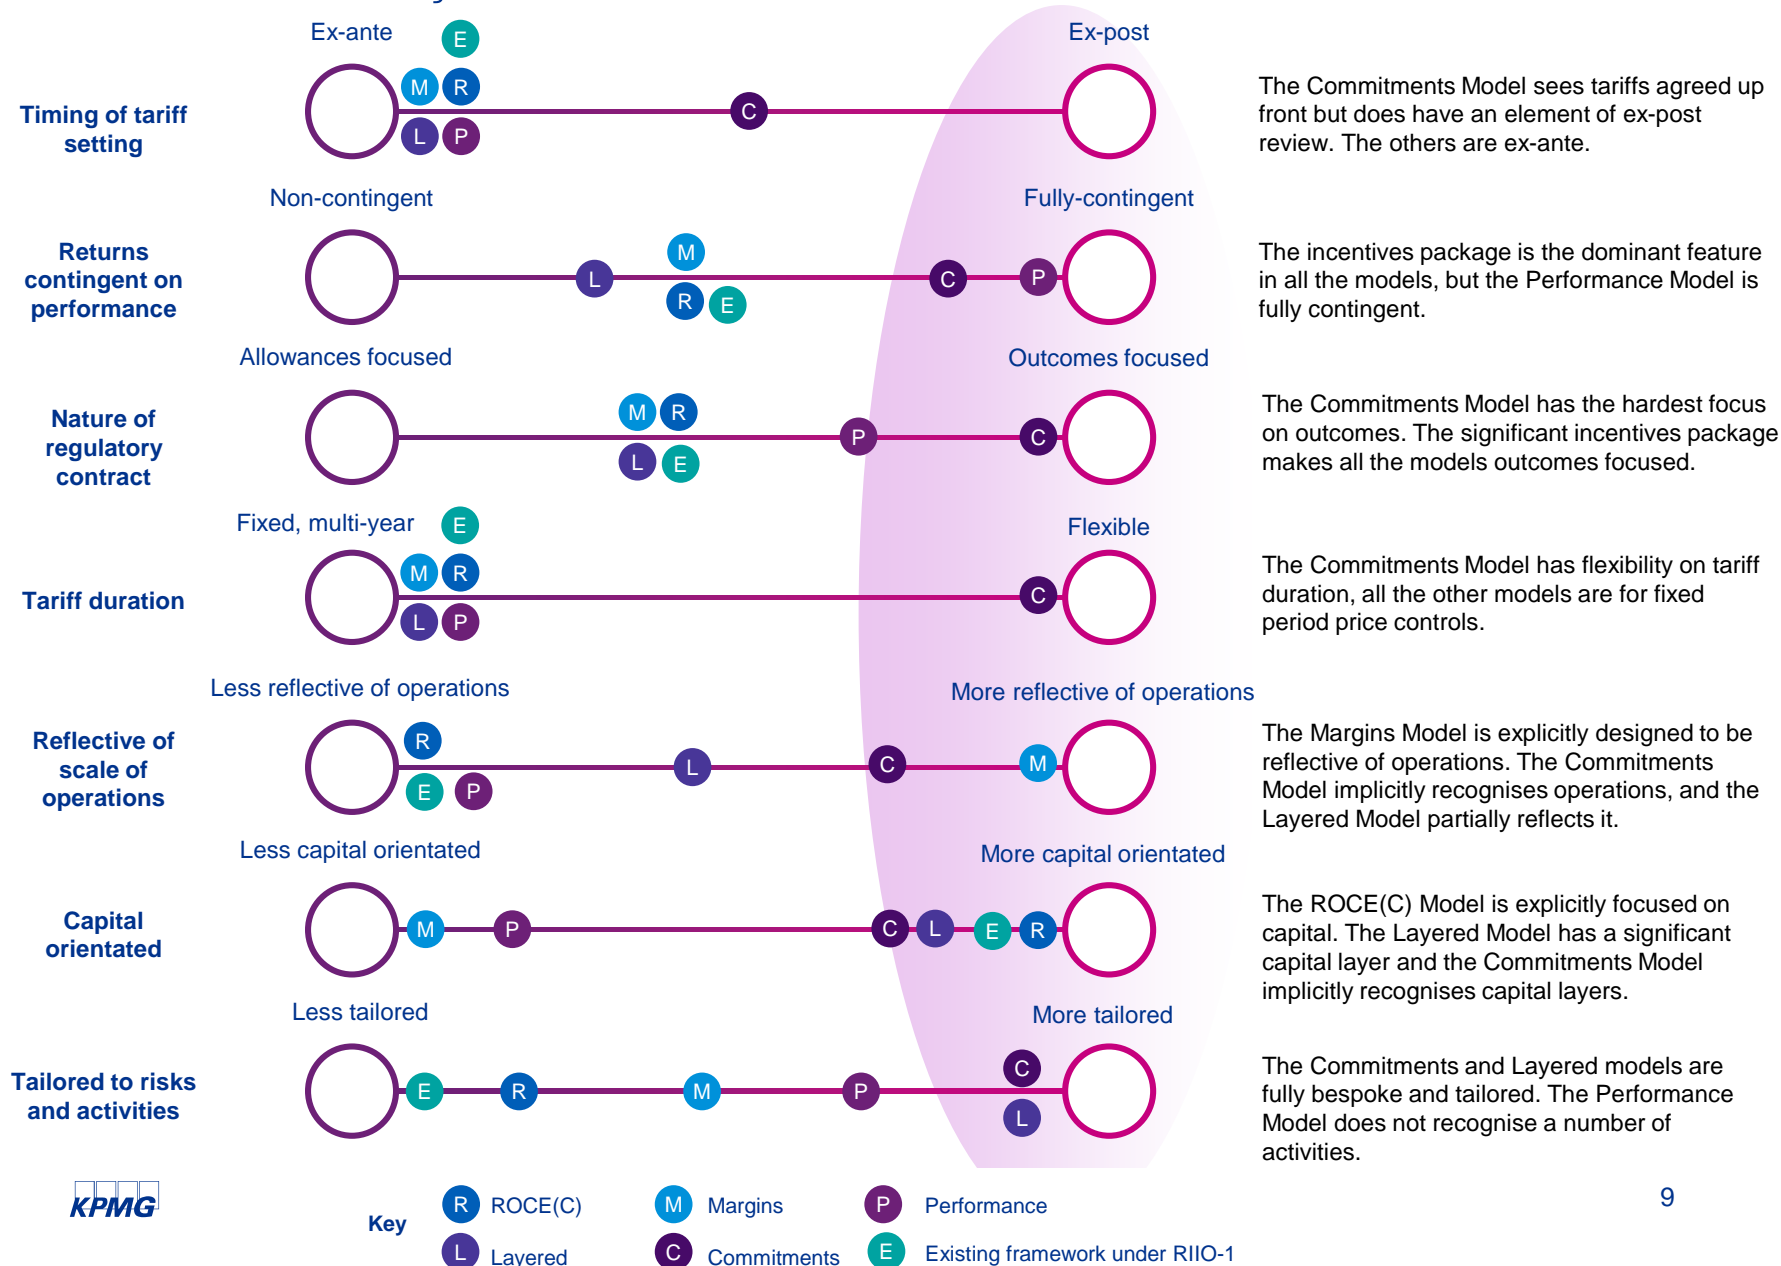 Ex-ante
E
Ex-post
M R
Timing of tariff
setting
C
L P
The Commitments Model sees tariffs agreed up
front but does have an element of ex-post
review. The others are ex-ante.
Non-contingent
Fully-contingent
Returns
contingent on
performance
M
L
C
P
R E
The incentives package is the dominant feature
in all the models, but the Performance Model is
fully contingent.
Allowances focused
Outcomes focused
Nature of
regulatory
contract
M R
P
C
L E
The Commitments Model has the hardest focus
on outcomes. The significant incentives package
makes all the models outcomes focused.
Fixed, multi-year
E
Flexible
M R
Tariff duration
C
L P
The Commitments Model has flexibility on tariff
duration, all the other models are for fixed
period price controls.
Less reflective of operations
More reflective of operations
Reflective of
scale of
operations
R
L
C
M
E P
The Margins Model is explicitly designed to be
reflective of operations. The Commitments
Model implicitly recognises operations, and the
Layered Model partially reflects it.
Less capital orientated
More capital orientated
Capital
orientated
M P C L E R
The ROCE(C) Model is explicitly focused on
capital. The Layered Model has a significant
capital layer and the Commitments Model
implicitly recognises capital layers.
Less tailored
More tailored
Tailored to risks
and activities
E R M P
C
L
The Commitments and Layered models are
fully bespoke and tailored. The Performance
Model does not recognise a number of
activities.
KPMG
Key
R ROCE(C)
M Margins
P Performance
L Layered
C Commitments
E Existing framework under RIIO-1
9